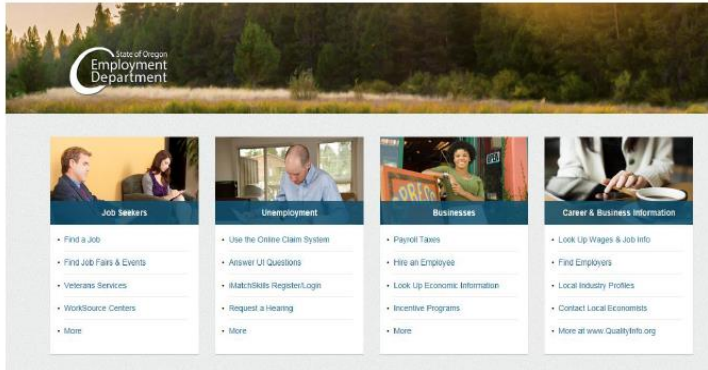 State of Oregon
Employment
Department
Job Seekers
• Find a Job
• Find Job Fairs & Events
• Veterans Services
• WorkSource Centers
• More
Unemployment
• Use the Online Claim System
• Answer UI Questions
• iMatchSkills Register/Login
• Request a Hearing
• More
OPEN
OREGO
Businesses
• Payroll Taxes
• Hire an Employee
• Look Up Economic Information
• Incentive Programs
• More
Career & Business Information
• Look Up Wages & Job Info
• Find Employers
• Local Industry Profiles
• Contact Local Economists
• More at www.QualityInfo.org